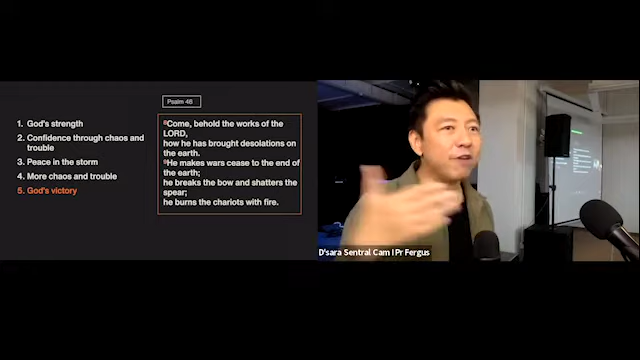 Psalm 46
1. God's strength
2. Confidence through chaos and
trouble
3. Peace in the storm
4. More chaos and trouble
5. God's victory
⁸Come, behold the works of the
LORD,
how he has brought desolations on
the earth.
⁹He makes wars cease to the end of
the earth;
he breaks the bow and shatters the
spear;
he burns the chariots with fire.
D'sara Sentral Cam I Pr Fergus